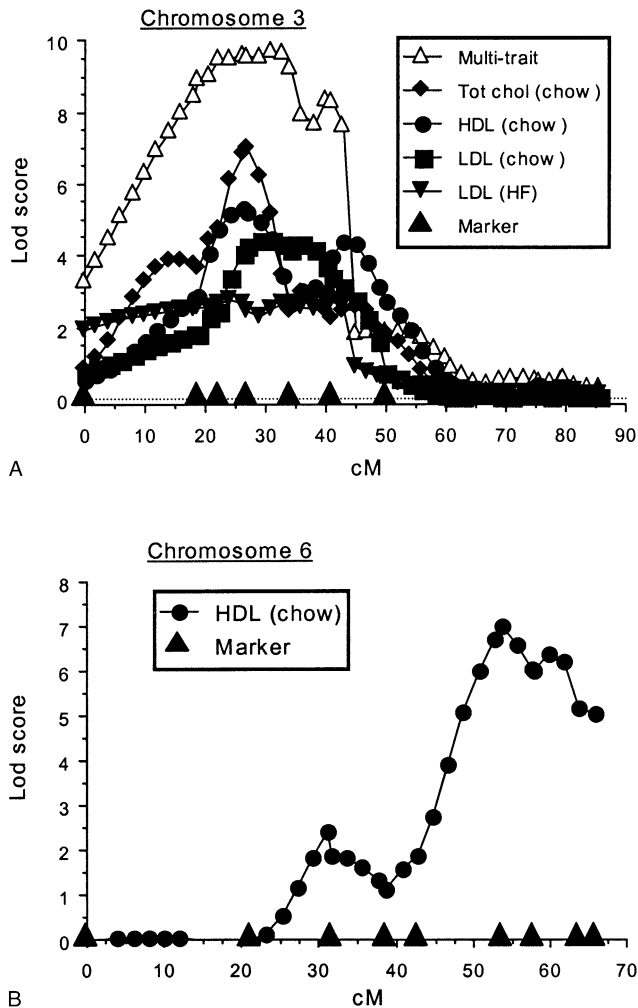 Chromosome 3
10
8
6
4
2
0
Lod score
Multi-trait
Tot chol (chow)
HDL (chow)
LDL (chow)
LDL (HF)
Marker
0 10 20 30 40 50 60 70 80 90
cM
A
Chromosome 6
8
7
6
5
4
3
2
1
0
Lod score
HDL (chow)
Marker
0 10 20 30 40 50 60 70
cM
B